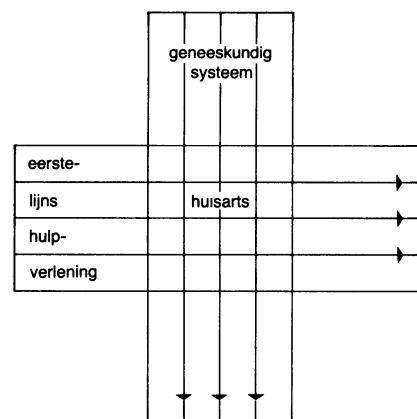 geneeskundig
systeem
eerste-
lijns
huisarts
hulp-
verlening